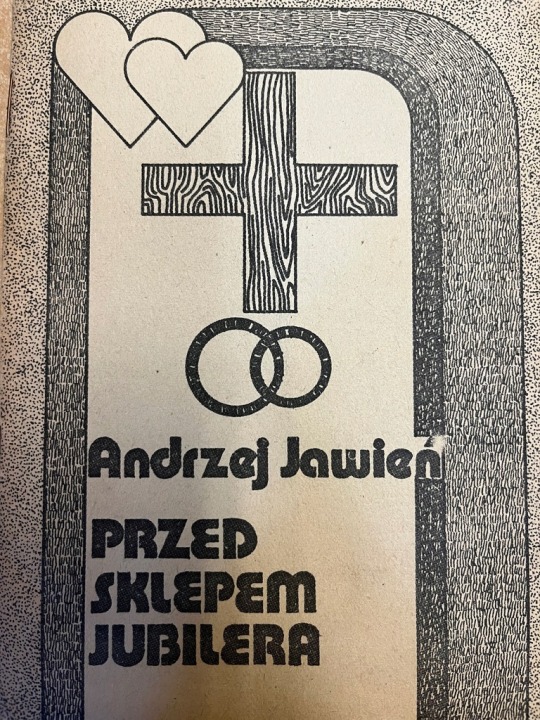 Andrzej Jawień
PRZED
SKLEPEM
JUBILERA